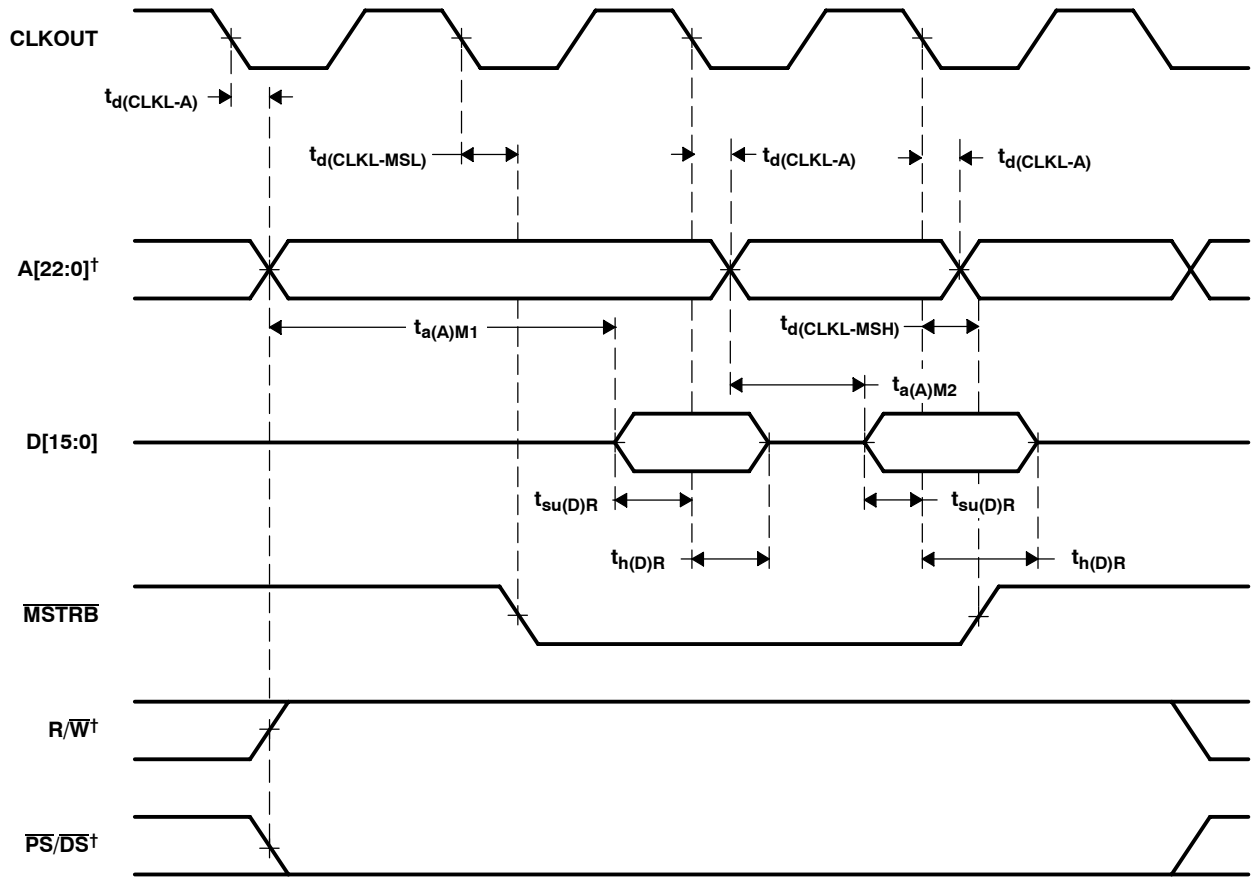 CLKOUT
td(CLKL-A)
td(CLKL-MSL)
td(CLKL-A)
td(CLKL-A)
A[22:0]†
ta(A)M1
td(CLKL-MSH)
ta(A)M2
D[15:0]
tsu(D)R
tsu(D)R
th(D)R
th(D)R
MSTRB
R/W†
PS/DS†